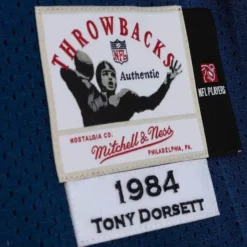 THROWBACKS
NFL
Authentic
NOSTALGIA CO.
Mitchell & Ness
PHILADELPHIA, PA.
NFL PLAYERS
1984
TONY DORSETT